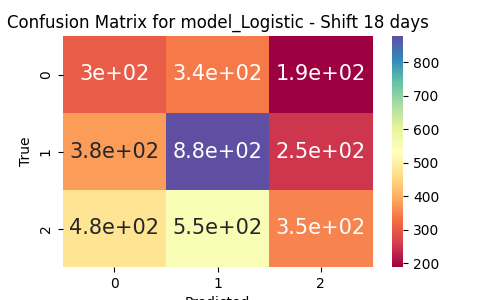 Confusion Matrix for model_Logistic - Shift 18 days
0 3e+02 3.4e+02 1.9e+02
1 3.8e+02 8.8e+02 2.5e+02
2 4.8e+02 5.5e+02 3.5e+02
0 1 2
Predicted
True
800
700
600
500
400
300
200